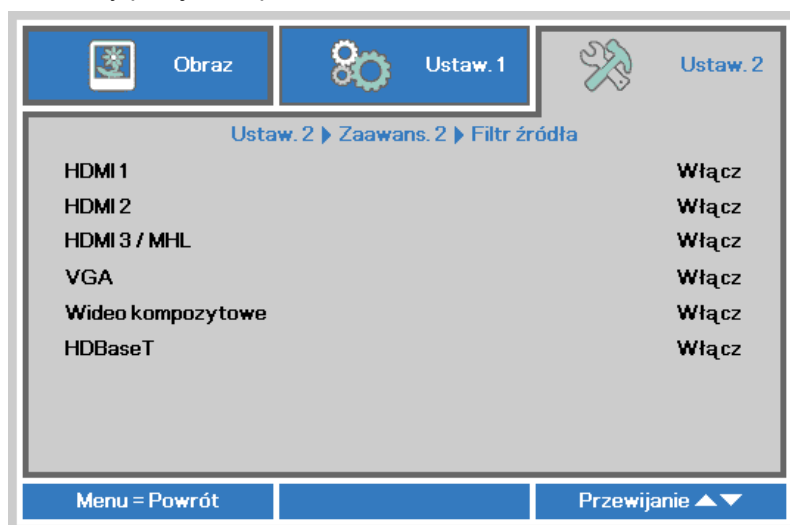 Obraz Ustaw. 1 Ustaw. 2
Ustaw. 2 ▶ Zaawans. 2 ▶ Filtr źródła
HDMI 1 Włącz
HDMI 2 Włącz
HDMI 3 / MHL Włącz
VGA Włącz
Wideo kompozytowe Włącz
HDBaseT Włącz
Menu = Powrót Przewijanie ▲▼